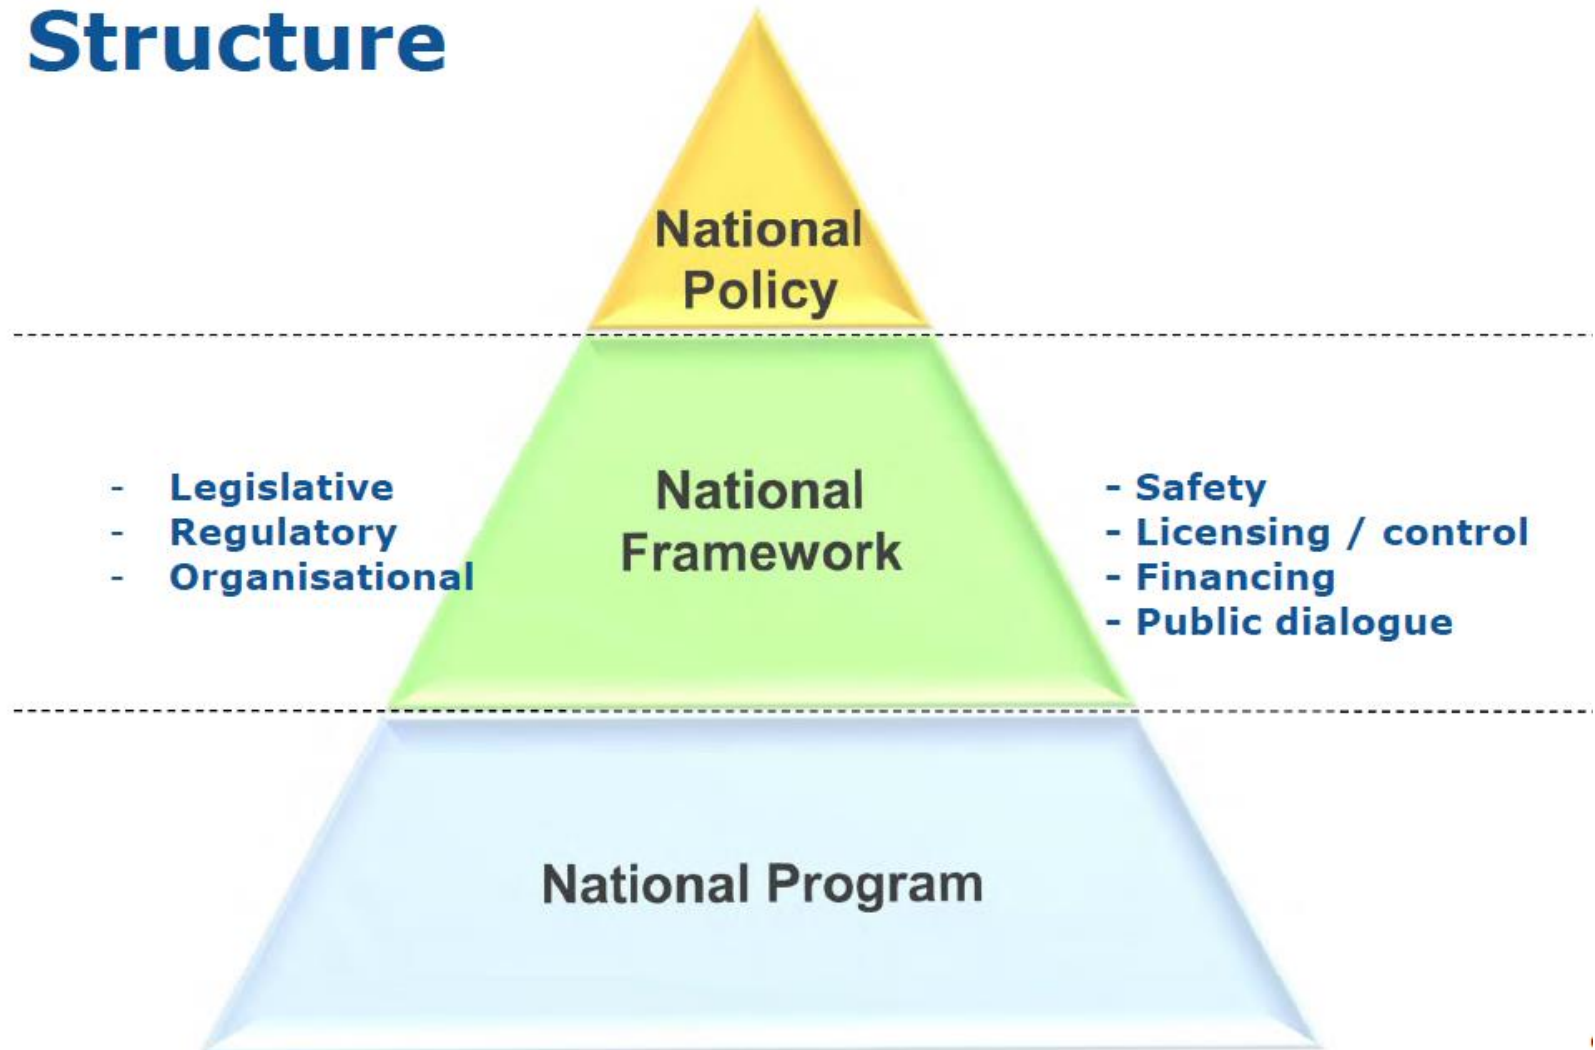 Structure
National
Policy
- Legislative
- Regulatory
- Organisational
National
Framework
- Safety
- Licensing / control
- Financing
- Public dialogue
National Program